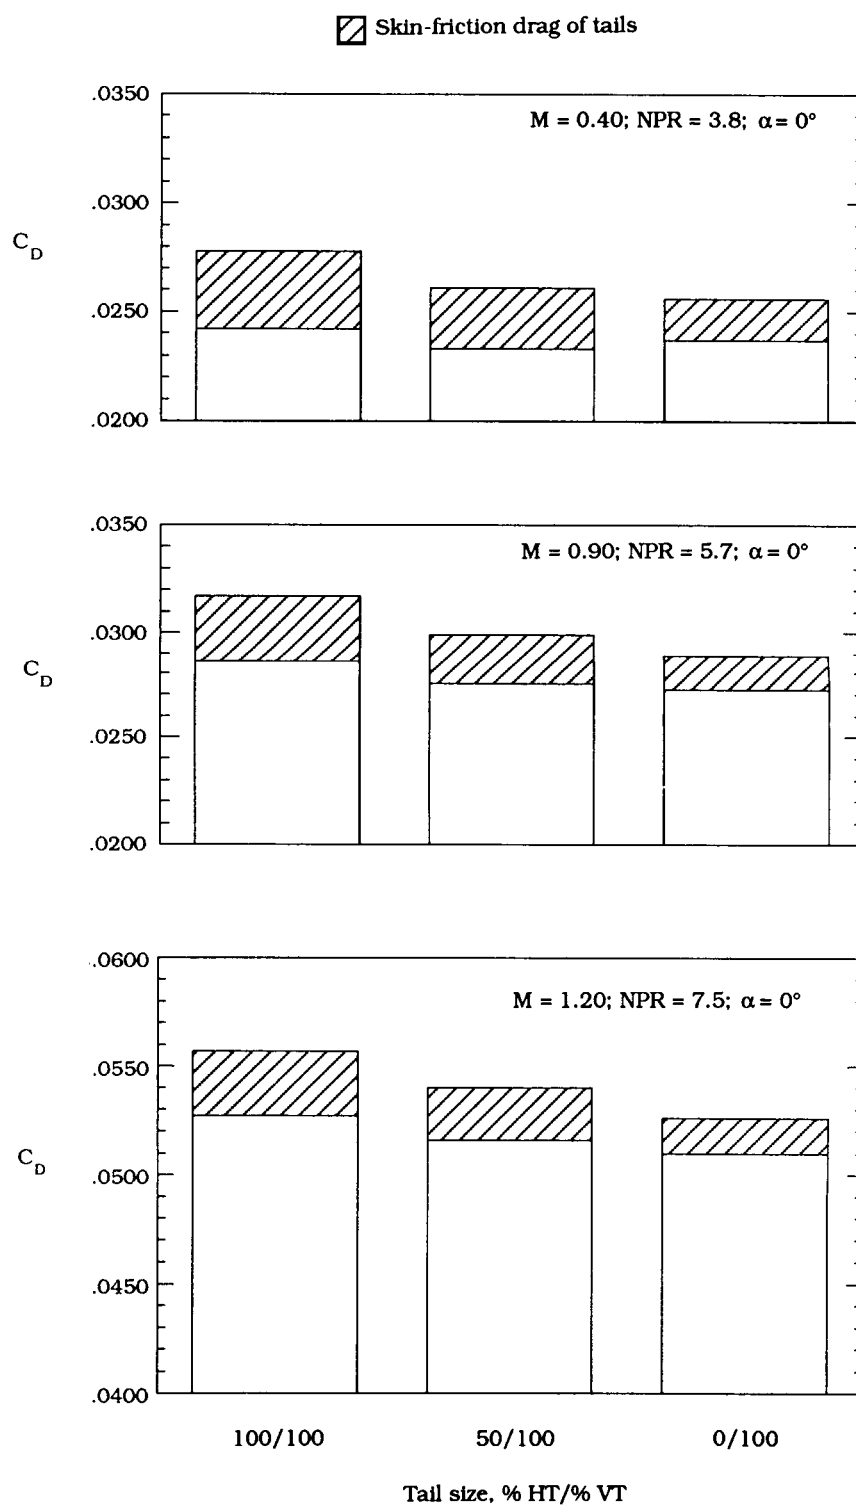 Skin-friction drag of tails
.0350
M = 0.40; NPR = 3.8; α = 0°
.0300
C_D
.0250
.0200
.0350
M = 0.90; NPR = 5.7; α = 0°
.0300
C_D
.0250
.0200
.0600
M = 1.20; NPR = 7.5; α = 0°
.0550
C_D
.0500
.0450
.0400
100/100 50/100 0/100
Tail size, % HT/% VT